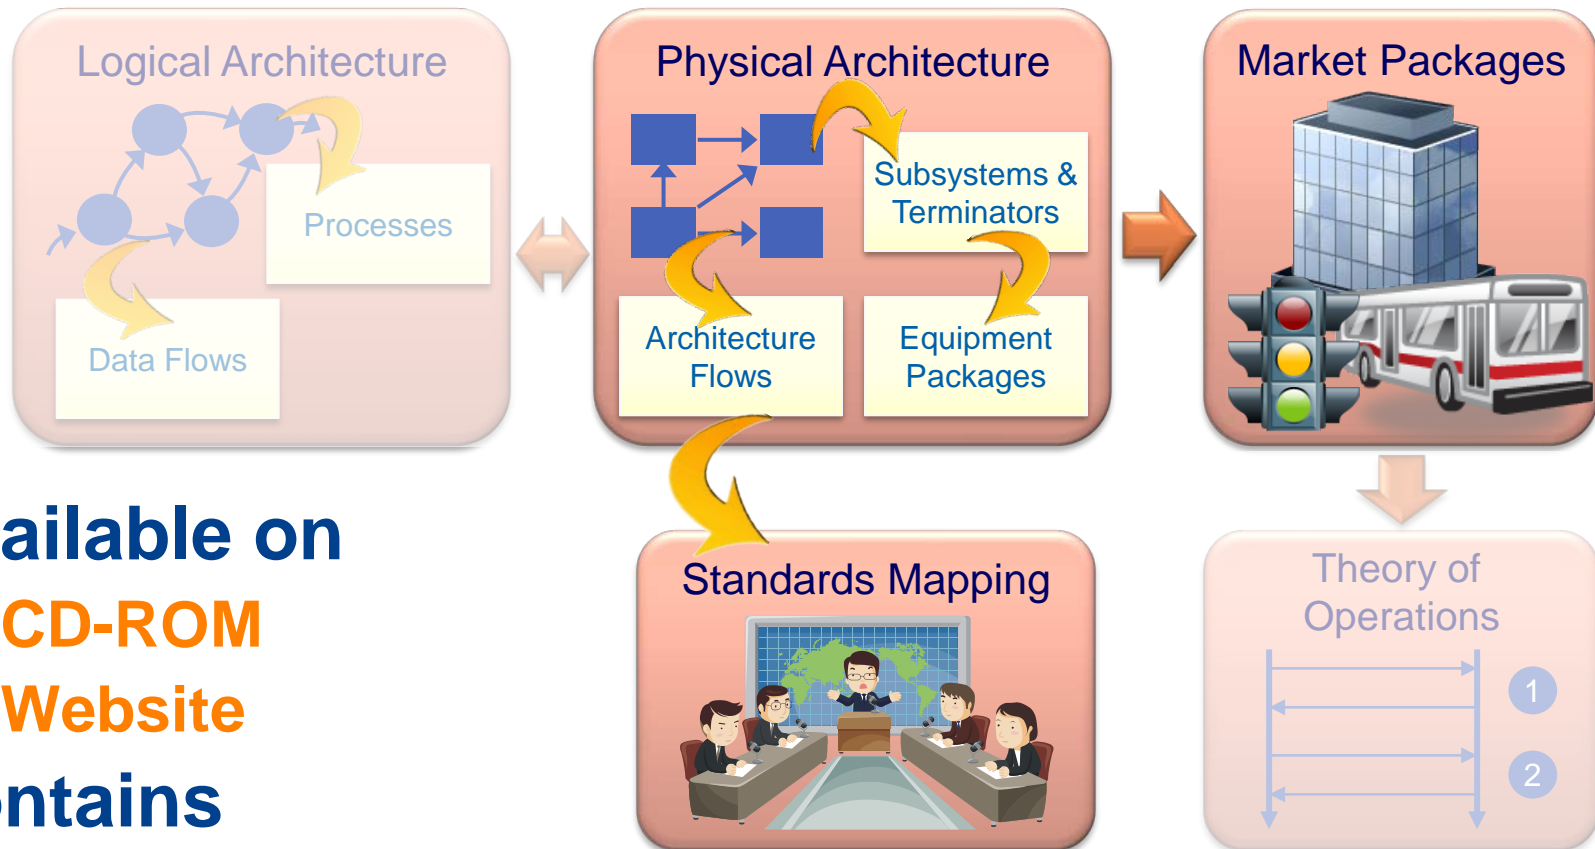 Logical Architecture
Processes
Data Flows
Physical Architecture
Subsystems &
Terminators
Architecture
Flows
Equipment
Packages
Market Packages
ailable on
CD-ROM
Website
ntains
Standards Mapping
Theory of
Operations
1
2